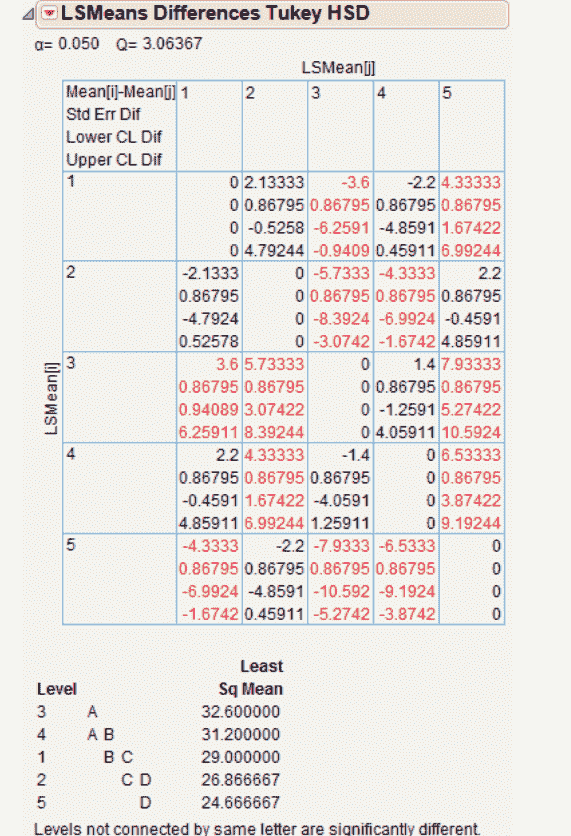 LSMeans Differences Tukey HSD
α= 0.050 Q= 3.06367
LSMean[j]
Mean[i]-Mean[j] 1 2 3 4 5
Std Err Dif
Lower CL Dif
Upper CL Dif
1 0 2.13333 -3.6 -2.2 4.33333
0 0.86795 0.86795 0.86795 0.86795
0 -0.5258 -6.2591 -4.8591 1.67422
0 4.79244 -0.9409 0.45911 6.99244
2 -2.1333 0 -5.7333 -4.3333 2.2
0.86795 0 0.86795 0.86795 0.86795
-4.7924 0 -8.3924 -6.9924 -0.4591
0.52578 0 -3.0742 -1.6742 4.85911
LSMean[i]
3 3.6 5.73333 0 1.4 7.93333
0.86795 0.86795 0 0.86795 0.86795
0.94089 3.07422 0 -1.2591 5.27422
6.25911 8.39244 0 4.05911 10.5924
4 2.2 4.33333 -1.4 0 6.53333
0.86795 0.86795 0.86795 0 0.86795
-0.4591 1.67422 -4.0591 0 3.87422
4.85911 6.99244 1.25911 0 9.19244
5 -4.3333 -2.2 -7.9333 -6.5333 0
0.86795 0.86795 0.86795 0.86795 0
-6.9924 -4.8591 -10.592 -9.1924 0
-1.6742 0.45911 -5.2742 -3.8742 0
Least
Level Sq Mean
3 A 32.600000
4 A B 31.200000
1 B C 29.000000
2 C D 26.866667
5 D 24.666667
Levels not connected by same letter are significantly different.